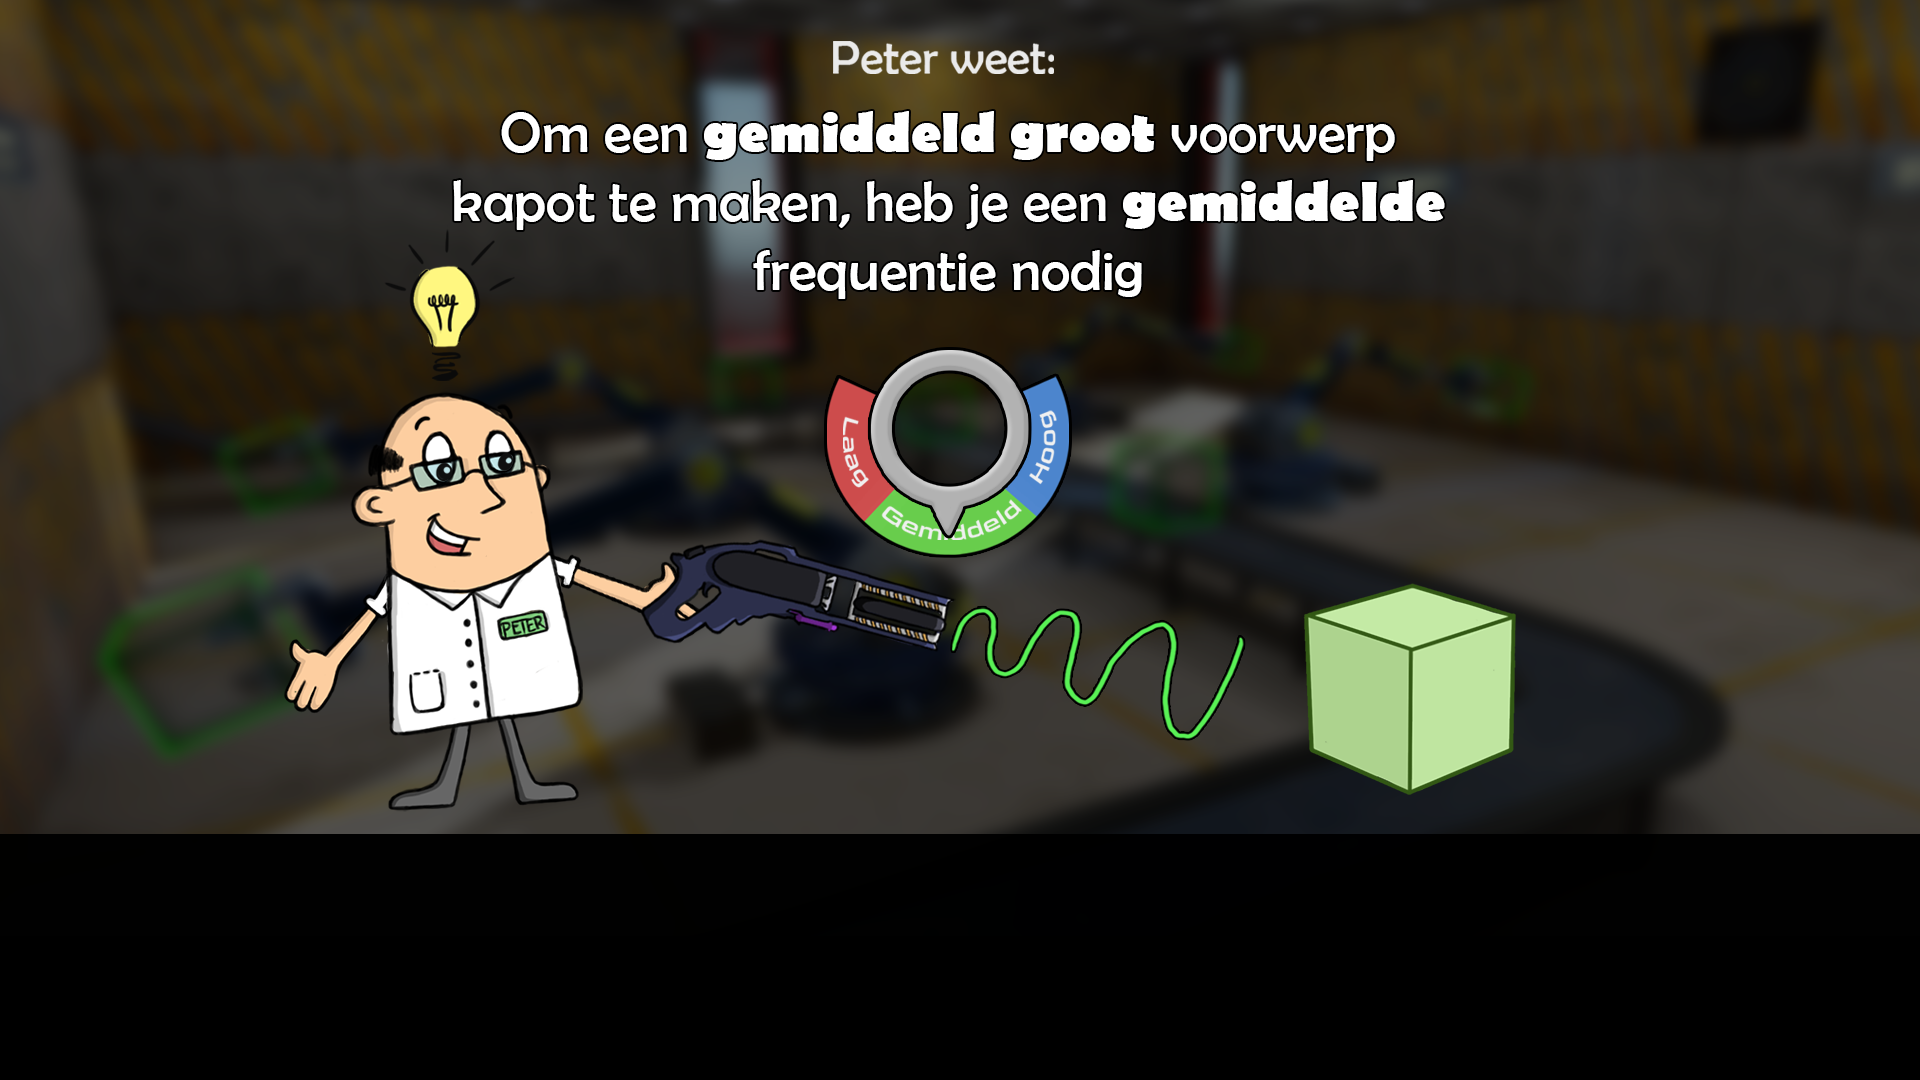 Peter weet:
Om een gemiddeld groot voorwerp
kapot te maken, heb je een gemiddelde
frequentie nodig
Laag
Gemiddeld
Hoog
PETER